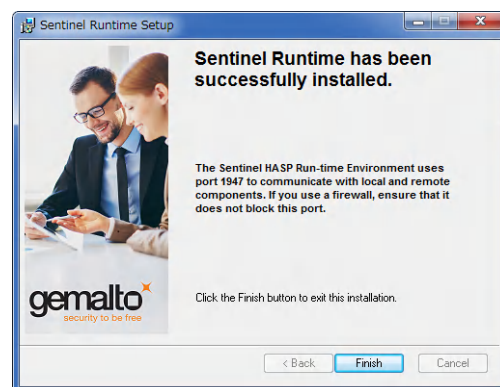 Sentinel Runtime Setup
Sentinel Runtime has been
successfully installed.
The Sentinel HASP Run-time Environment uses
port 1947 to communicate with local and remote
components. If you use a firewall, ensure that it
does not block this port.
gemalto
security to be free
Click the Finish button to exit this installation.
< Back
Finish
Cancel